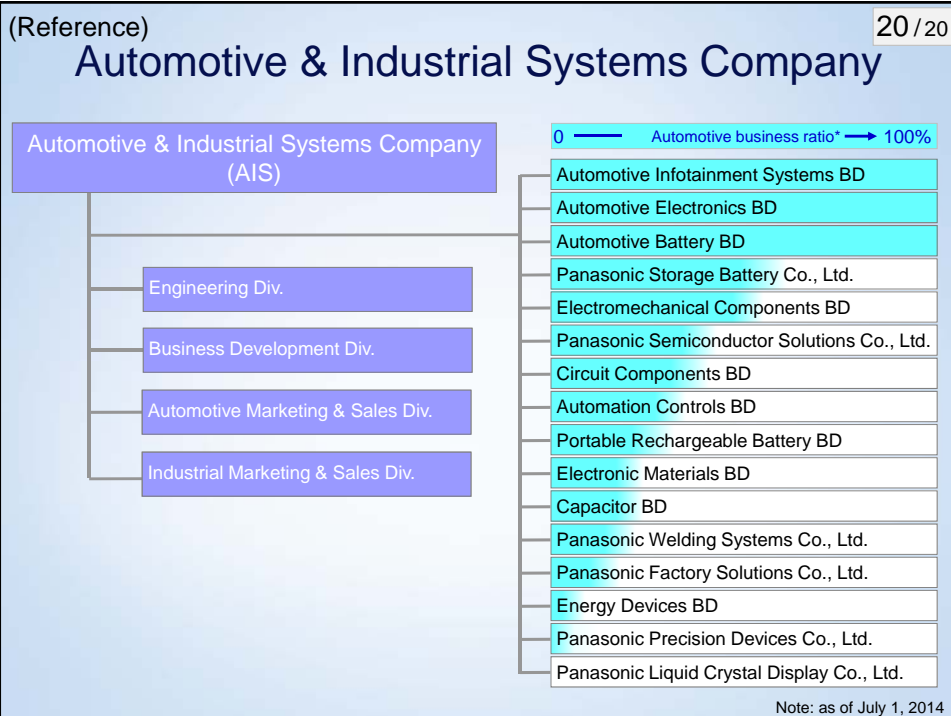 (Reference)
20 / 20
Automotive & Industrial Systems Company
Automotive & Industrial Systems Company
(AIS)
Engineering Div.
Business Development Div.
Automotive Marketing & Sales Div.
Industrial Marketing & Sales Div.
0 Automotive business ratio* 100%
Automotive Infotainment Systems BD
Automotive Electronics BD
Automotive Battery BD
Panasonic Storage Battery Co., Ltd.
Electromechanical Components BD
Panasonic Semiconductor Solutions Co., Ltd.
Circuit Components BD
Automation Controls BD
Portable Rechargeable Battery BD
Electronic Materials BD
Capacitor BD
Panasonic Welding Systems Co., Ltd.
Panasonic Factory Solutions Co., Ltd.
Energy Devices BD
Panasonic Precision Devices Co., Ltd.
Panasonic Liquid Crystal Display Co., Ltd.
Note: as of July 1, 2014